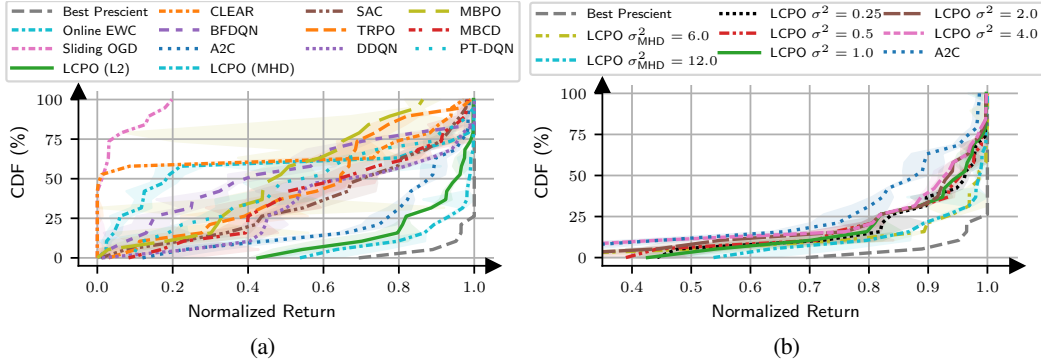 Best Prescient CLEAR SAC MBPO
Online EWC BFDQN TRPO MBCD
Sliding OGD A2C DDQN PT-DQN
LCPO (L2) LCPO (MHD)
100
75
50
25
0
CDF (%)
0.0 0.2 0.4 0.6 0.8 1.0
Normalized Return
(a)
Best Prescient LCPO σ² = 0.25 LCPO σ² = 2.0
LCPO σ²MHD = 6.0 LCPO σ² = 0.5 LCPO σ² = 4.0
LCPO σ²MHD = 12.0 LCPO σ² = 1.0 A2C
100
75
50
25
0
CDF (%)
0.4 0.5 0.6 0.7 0.8 0.9 1.0
Normalized Return
(b)